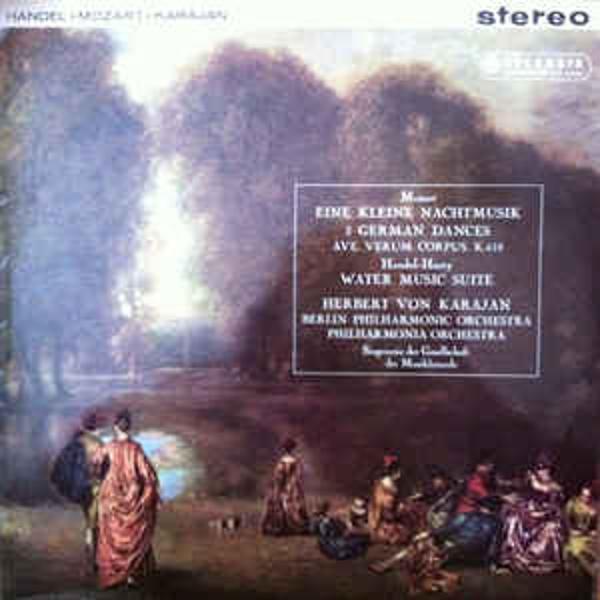 HANDEL · MOZART · KARAJAN
stereo
COLUMBIA
Mozart
EINE KLEINE NACHTMUSIK
3 GERMAN DANCES
AVE VERUM CORPUS K.618
Handel-Harty
WATER MUSIC SUITE
HERBERT VON KARAJAN
BERLIN PHILHARMONIC ORCHESTRA
PHILHARMONIA ORCHESTRA
Singverein der Gesellschaft
der Musikfreunde